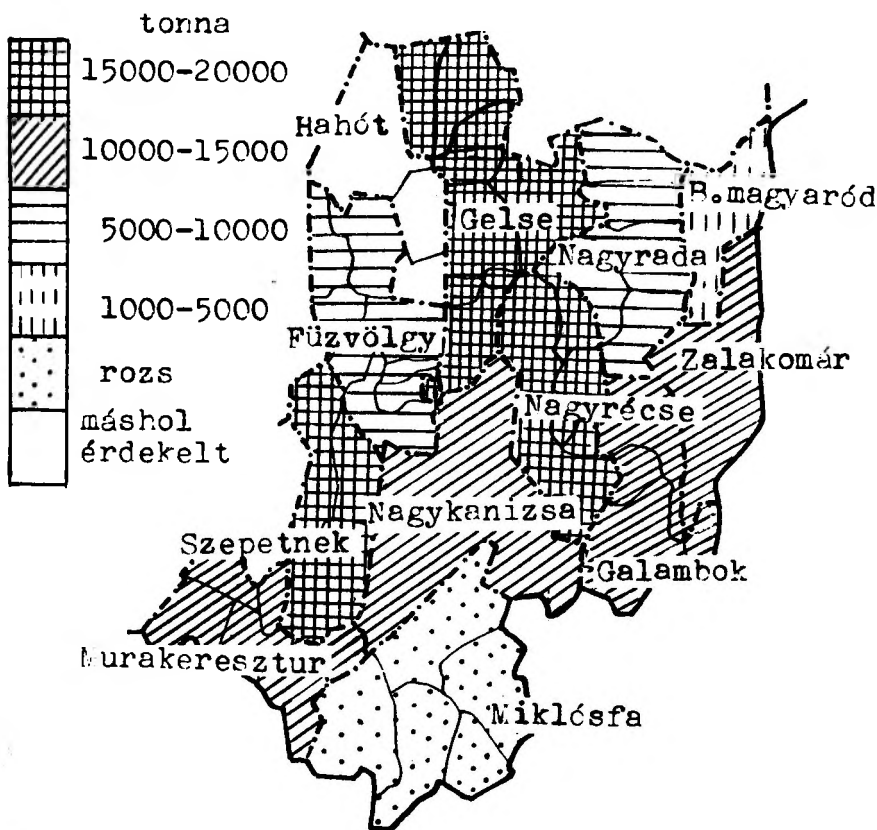 tonna
15000-20000
10000-15000
5000-10000
1000-5000
rozs
máshol
érdekelt
Hahót
B.magyaród
Gelse
Nagyrada
Füzvölgy
Zalakomár
Nagyrécse
Nagykanizsa
Szepetnek
Galambok
Murakeresztur
Miklósfa